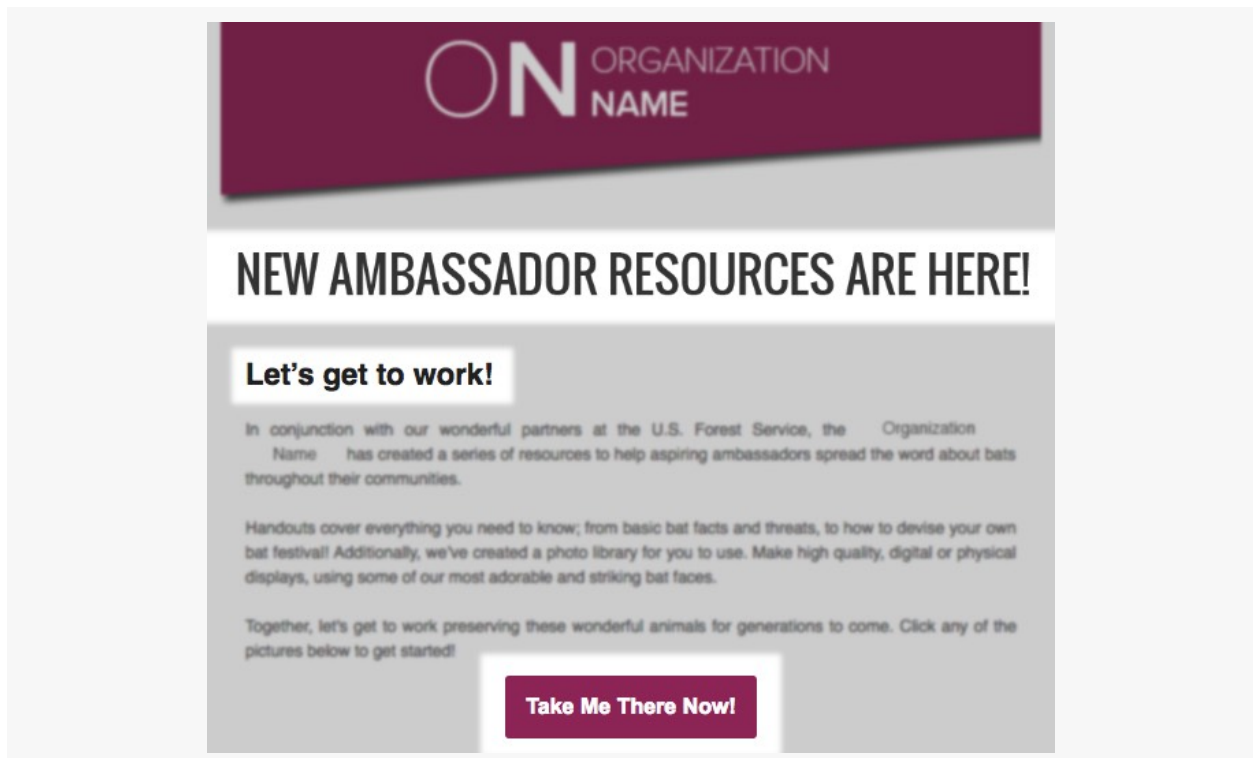 ON ORGANIZATION
NAME
NEW AMBASSADOR RESOURCES ARE HERE!
Let’s get to work!
In conjunction with our wonderful partners at the U.S. Forest Service, the Organization
Name has created a series of resources to help aspiring ambassadors spread the word about bats
throughout their communities.
Handouts cover everything you need to know; from basic bat facts and threats, to how to devise your own
bat festival! Additionally, we've created a photo library for you to use. Make high quality, digital or physical
displays, using some of our most adorable and striking bat faces.
Together, let's get to work preserving these wonderful animals for generations to come. Click any of the
pictures below to get started!
Take Me There Now!